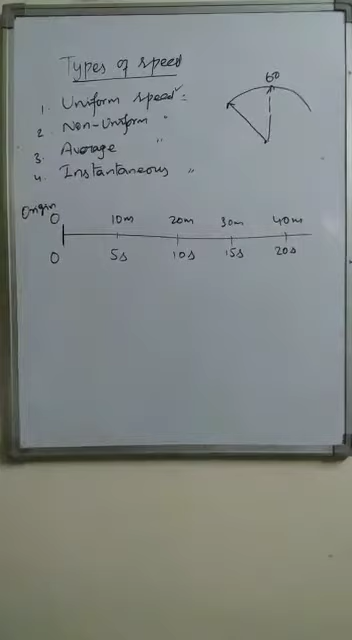 Types of speed
60
1. Uniform speed =
2. Non-Uniform "
3. Average "
4. Instantaneous "
Origin
0 10m 20m 30m 40m
0 5s 10s 15s 20s